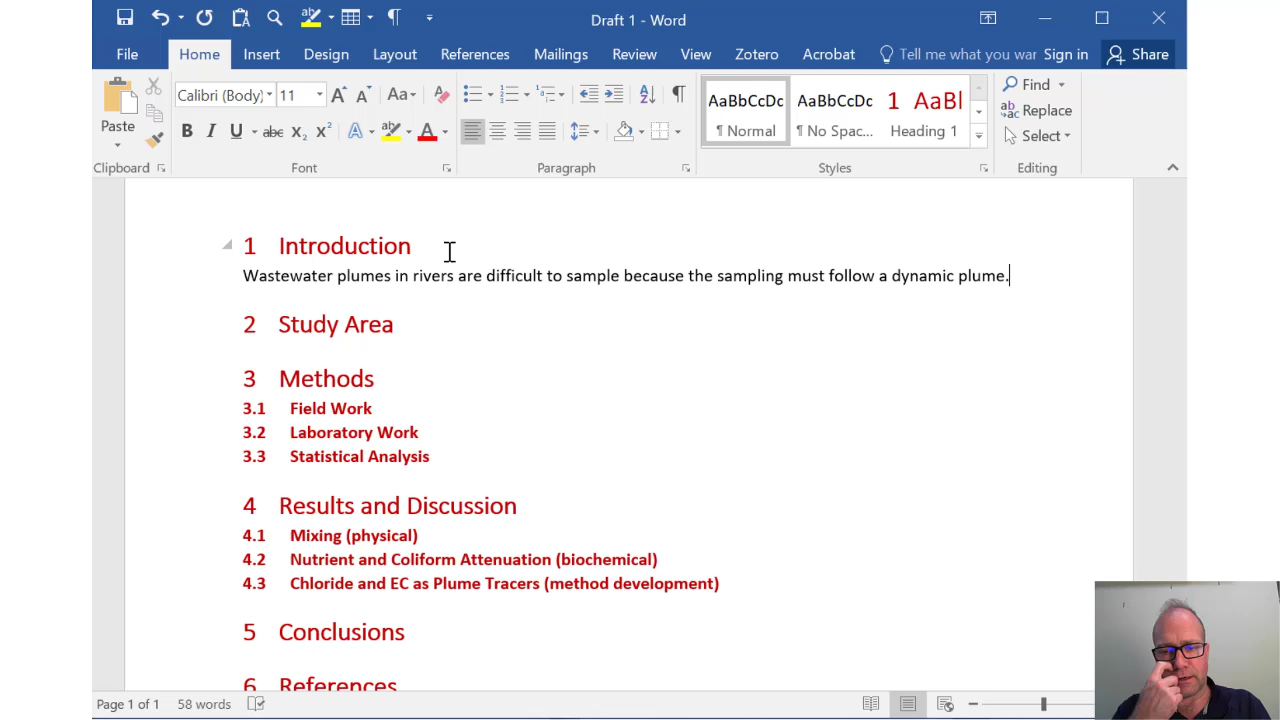 Draft 1 - Word
File Home Insert Design Layout References Mailings Review View Zotero Acrobat Tell me what you war Sign in Share
Paste
Clipboard
Calibri (Body) 11
Aa
B I U abc X₂ X² A A
Font
Paragraph
AaBbCcDc AaBbCcDc 1 AaBl
¶ Normal ¶ No Spac... Heading 1
Styles
Find
Replace
Select
Editing
1 Introduction
Wastewater plumes in rivers are difficult to sample because the sampling must follow a dynamic plume.
2 Study Area
3 Methods
3.1 Field Work
3.2 Laboratory Work
3.3 Statistical Analysis
4 Results and Discussion
4.1 Mixing (physical)
4.2 Nutrient and Coliform Attenuation (biochemical)
4.3 Chloride and EC as Plume Tracers (method development)
5 Conclusions
6 References
Page 1 of 1 58 words